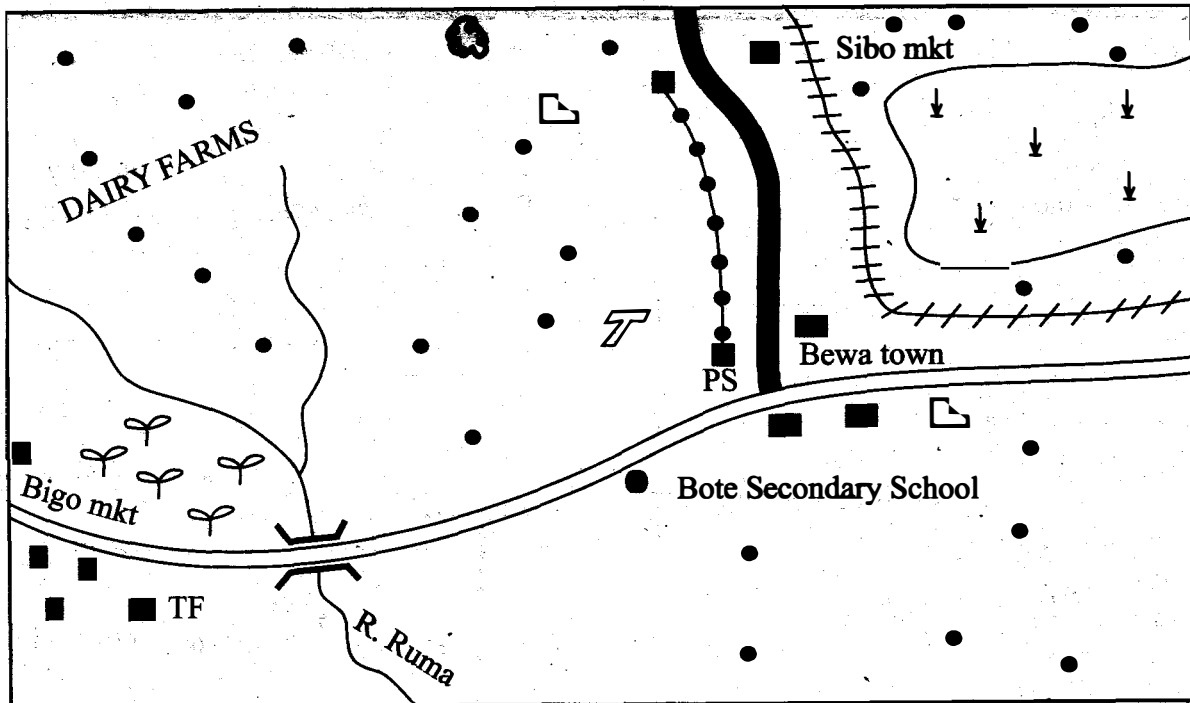 Sibo mkt
DAIRY FARMS
T
Bewa town
PS
Bigo mkt
Bote Secondary School
TF
R. Ruma